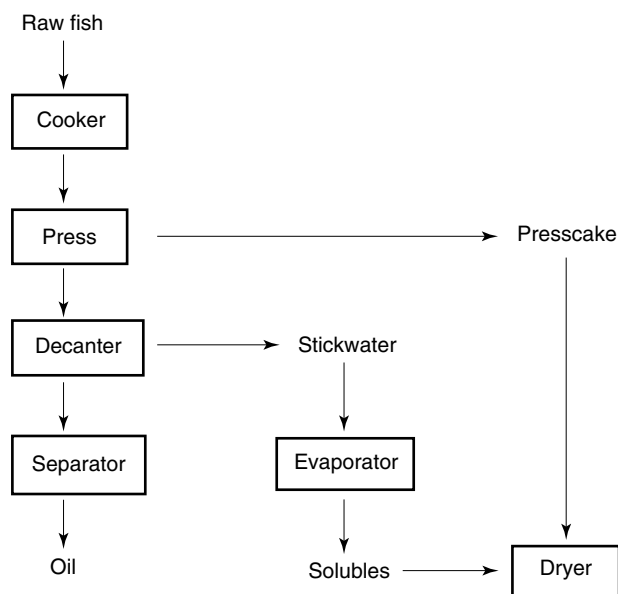 Raw fish
Cooker
Press
Presscake
Decanter
Stickwater
Separator
Evaporator
Oil
Solubles
Dryer